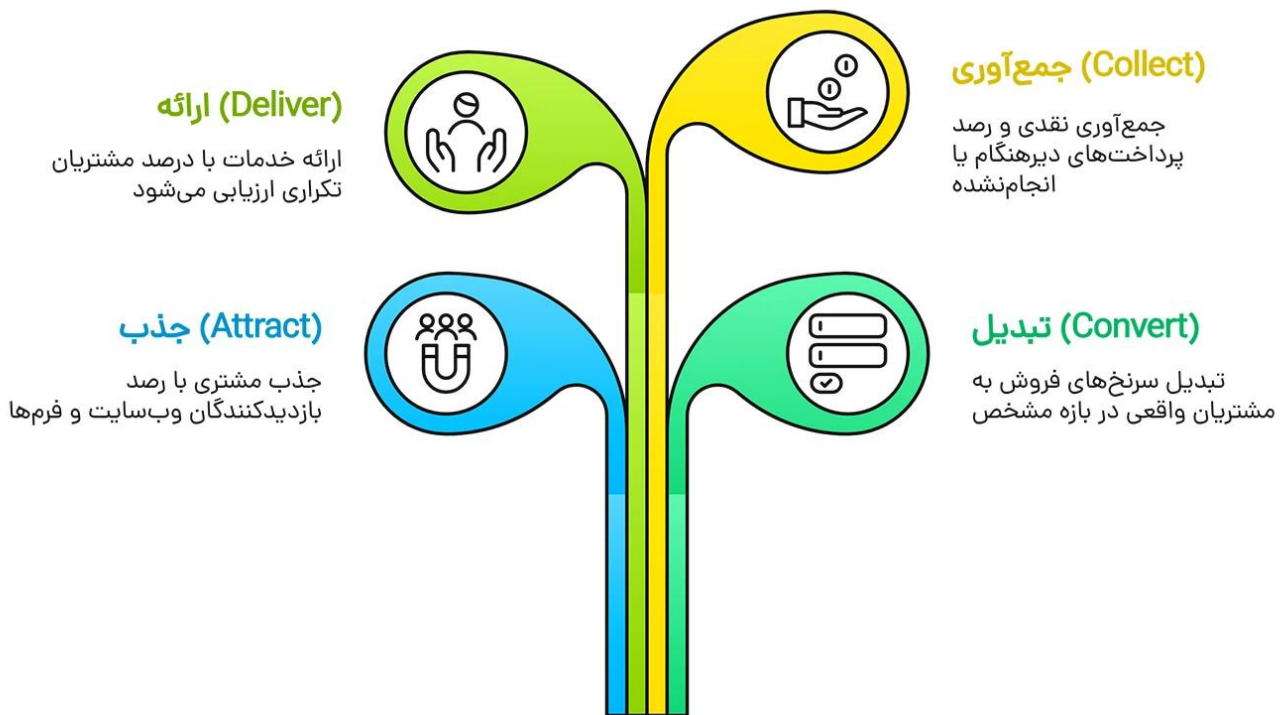 جمع‌آوری (Collect)
جمع‌آوری نقدی و رصد
پرداخت‌های دیرهنگام یا
انجام‌نشده
ارائه (Deliver)
ارائه خدمات با درصد مشتریان
تکراری ارزیابی می‌شود
تبدیل (Convert)
تبدیل سرنخ‌های فروش به
مشتریان واقعی در بازه مشخص
جذب (Attract)
جذب مشتری با رصد
بازدیدکنندگان وب‌سایت و فرم‌ها